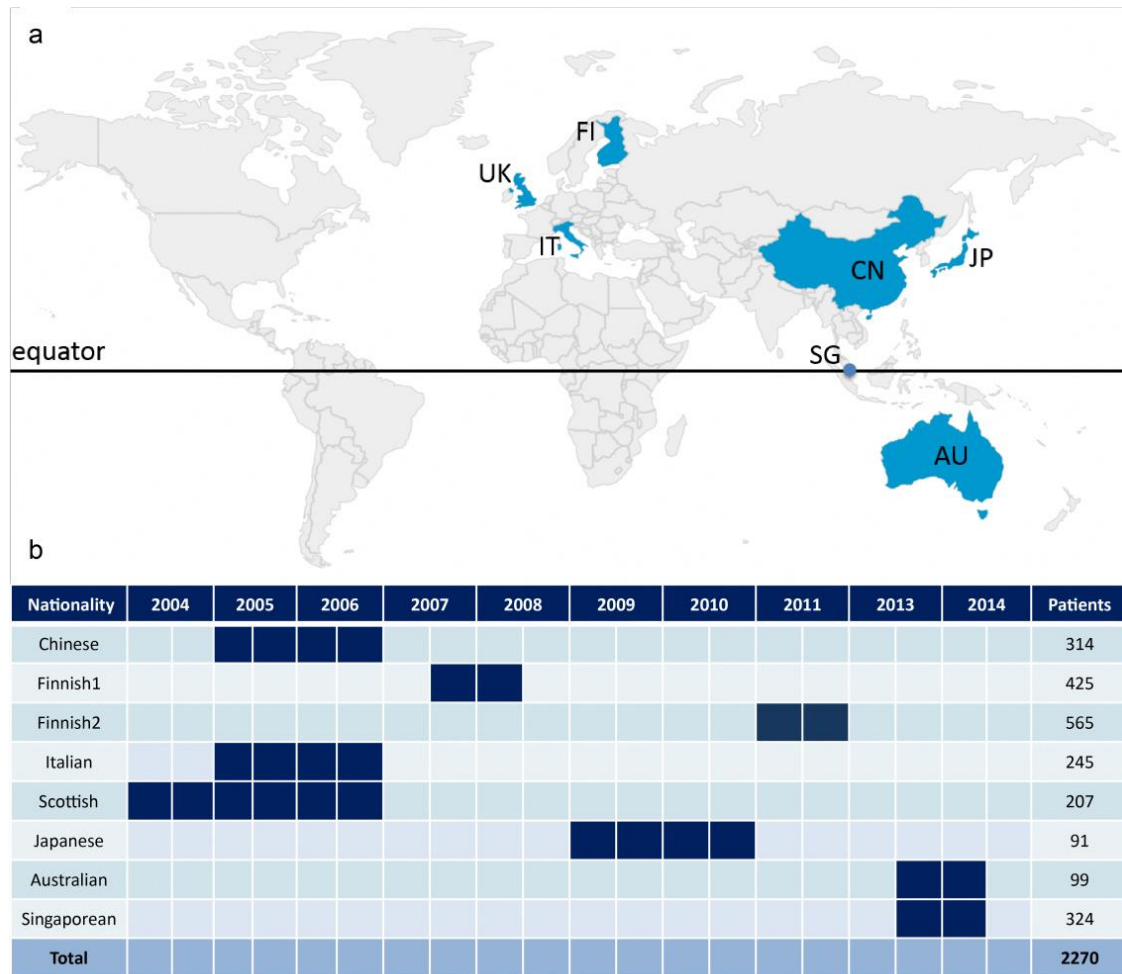 a
FI
UK
IT
CN
JP
equator
SG
AU
b
Nationality 2004 2005 2006 2007 2008 2009 2010 2011 2013 2014 Patients
Chinese 314
Finnish1 425
Finnish2 565
Italian 245
Scottish 207
Japanese 91
Australian 99
Singaporean 324
Total 2270